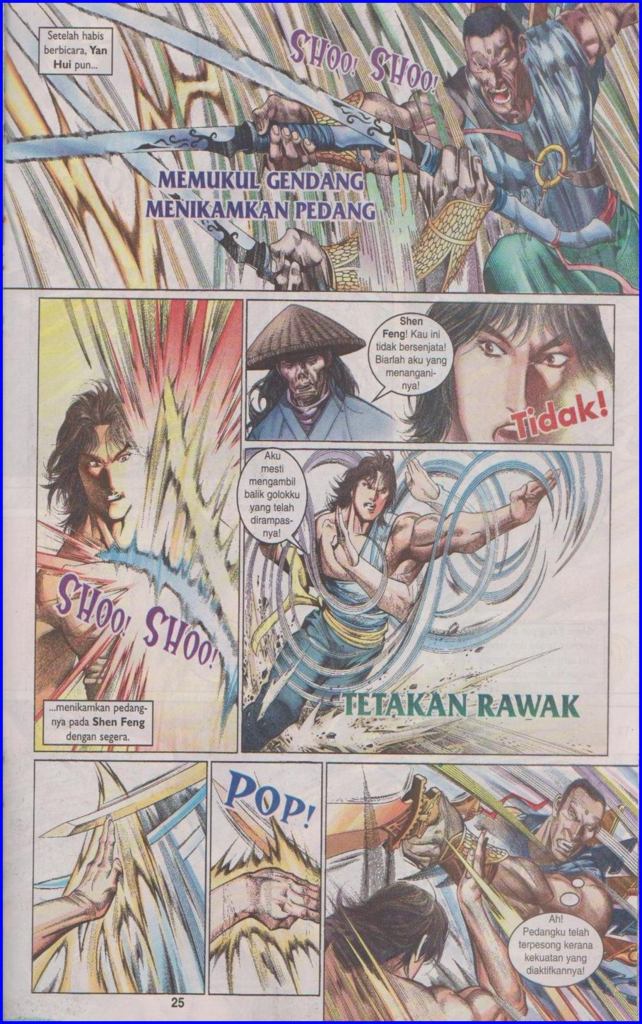 Setelah habis
berbicara, Yan
Hui pun...
SHOO! SHOO!
MEMUKUL GENDANG
MENIKAMKAN PEDANG
SHOO! SHOO!
...menikamkan pedang-
nya pada Shen Feng
dengan segera.
Shen
Feng! Kau ini
tidak bersenjata!
Biarlah aku yang
menangani-
nya!
Tidak!
Aku
mesti
mengambil
balik golokku
yang telah
dirampas-
nya!
TETAKAN RAWAK
POP!
Ah!
Pedangku telah
terpesong kerana
kekuatan yang
diaktifkannya!
25